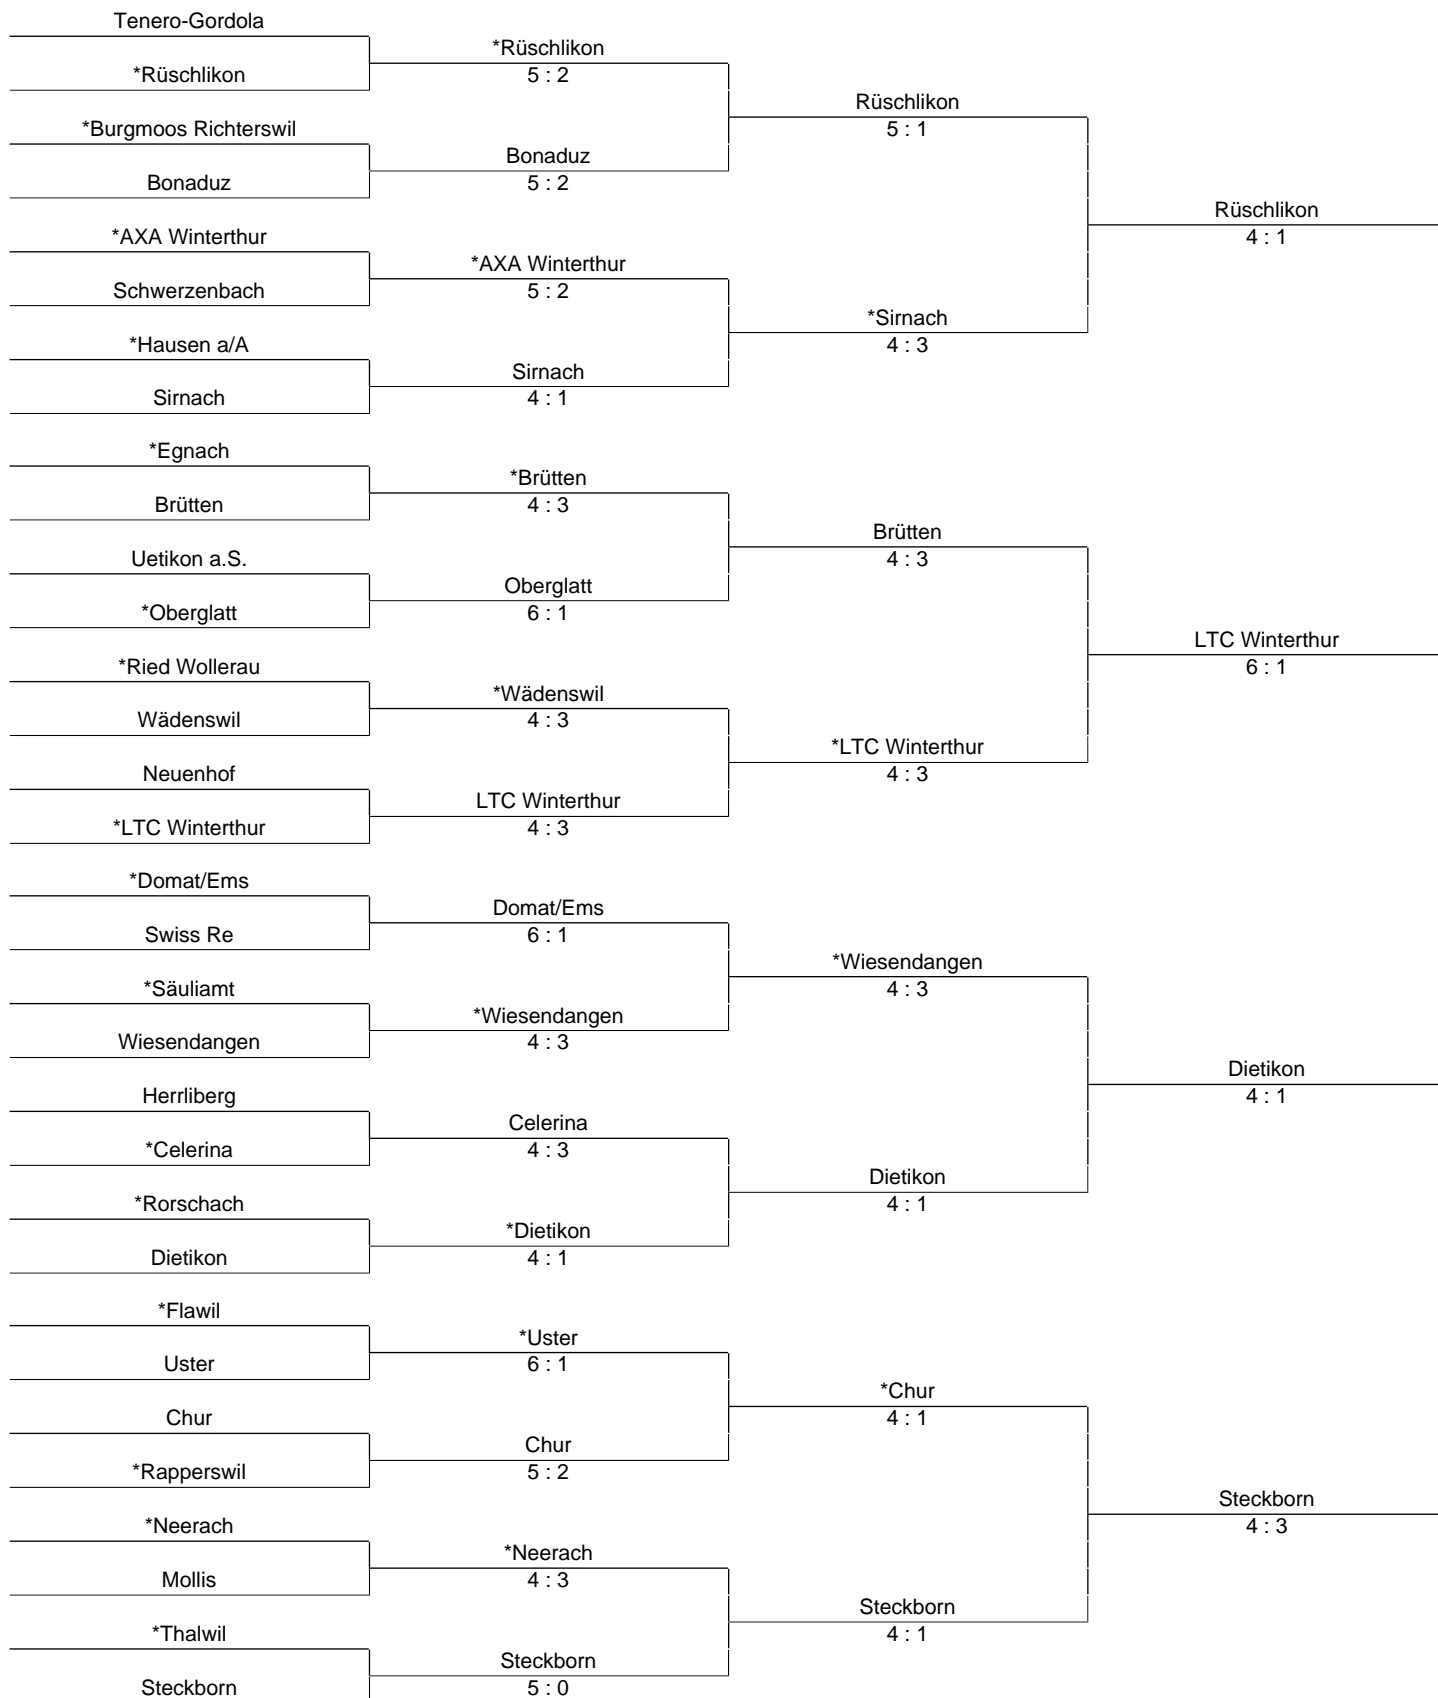 Tenero-Gordola
*Rüschlikon
*Burgmoos Richterswil
Bonaduz
*AXA Winterthur
Schwerzenbach
*Hausen a/A
Sirnach
*Egnach
Brütten
Uetikon a.S.
*Oberglatt
*Ried Wollerau
Wädenswil
Neuenhof
*LTC Winterthur
*Domat/Ems
Swiss Re
*Säuliamt
Wiesendangen
Herrliberg
*Celerina
*Rorschach
Dietikon
*Flawil
Uster
Chur
*Rapperswil
*Neerach
Mollis
*Thalwil
Steckborn
*Rüschlikon
5 : 2
Bonaduz
5 : 2
*AXA Winterthur
5 : 2
Sirnach
4 : 1
*Brütten
4 : 3
Oberglatt
6 : 1
*Wädenswil
4 : 3
LTC Winterthur
4 : 3
Domat/Ems
6 : 1
*Wiesendangen
4 : 3
Celerina
4 : 3
*Dietikon
4 : 1
*Uster
6 : 1
Chur
5 : 2
*Neerach
4 : 3
Steckborn
5 : 0
Rüschlikon
5 : 1
*Sirnach
4 : 3
Brütten
4 : 3
*LTC Winterthur
4 : 3
*Wiesendangen
4 : 3
Dietikon
4 : 1
*Chur
4 : 1
Steckborn
4 : 1
Rüschlikon
4 : 1
LTC Winterthur
6 : 1
Dietikon
4 : 1
Steckborn
4 : 3